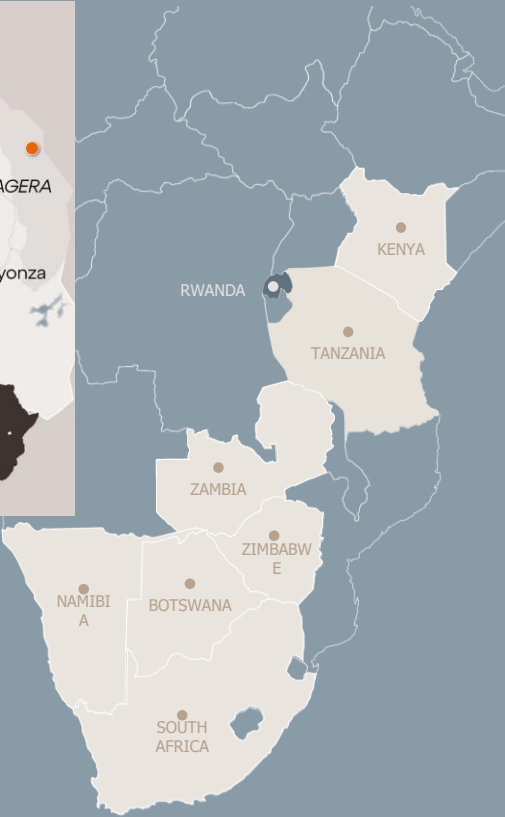 AGERA
yonza
KENYA
RWANDA
TANZANIA
ZAMBIA
ZIMBABW
E
NAMIBI
A
BOTSWANA
SOUTH
AFRICA